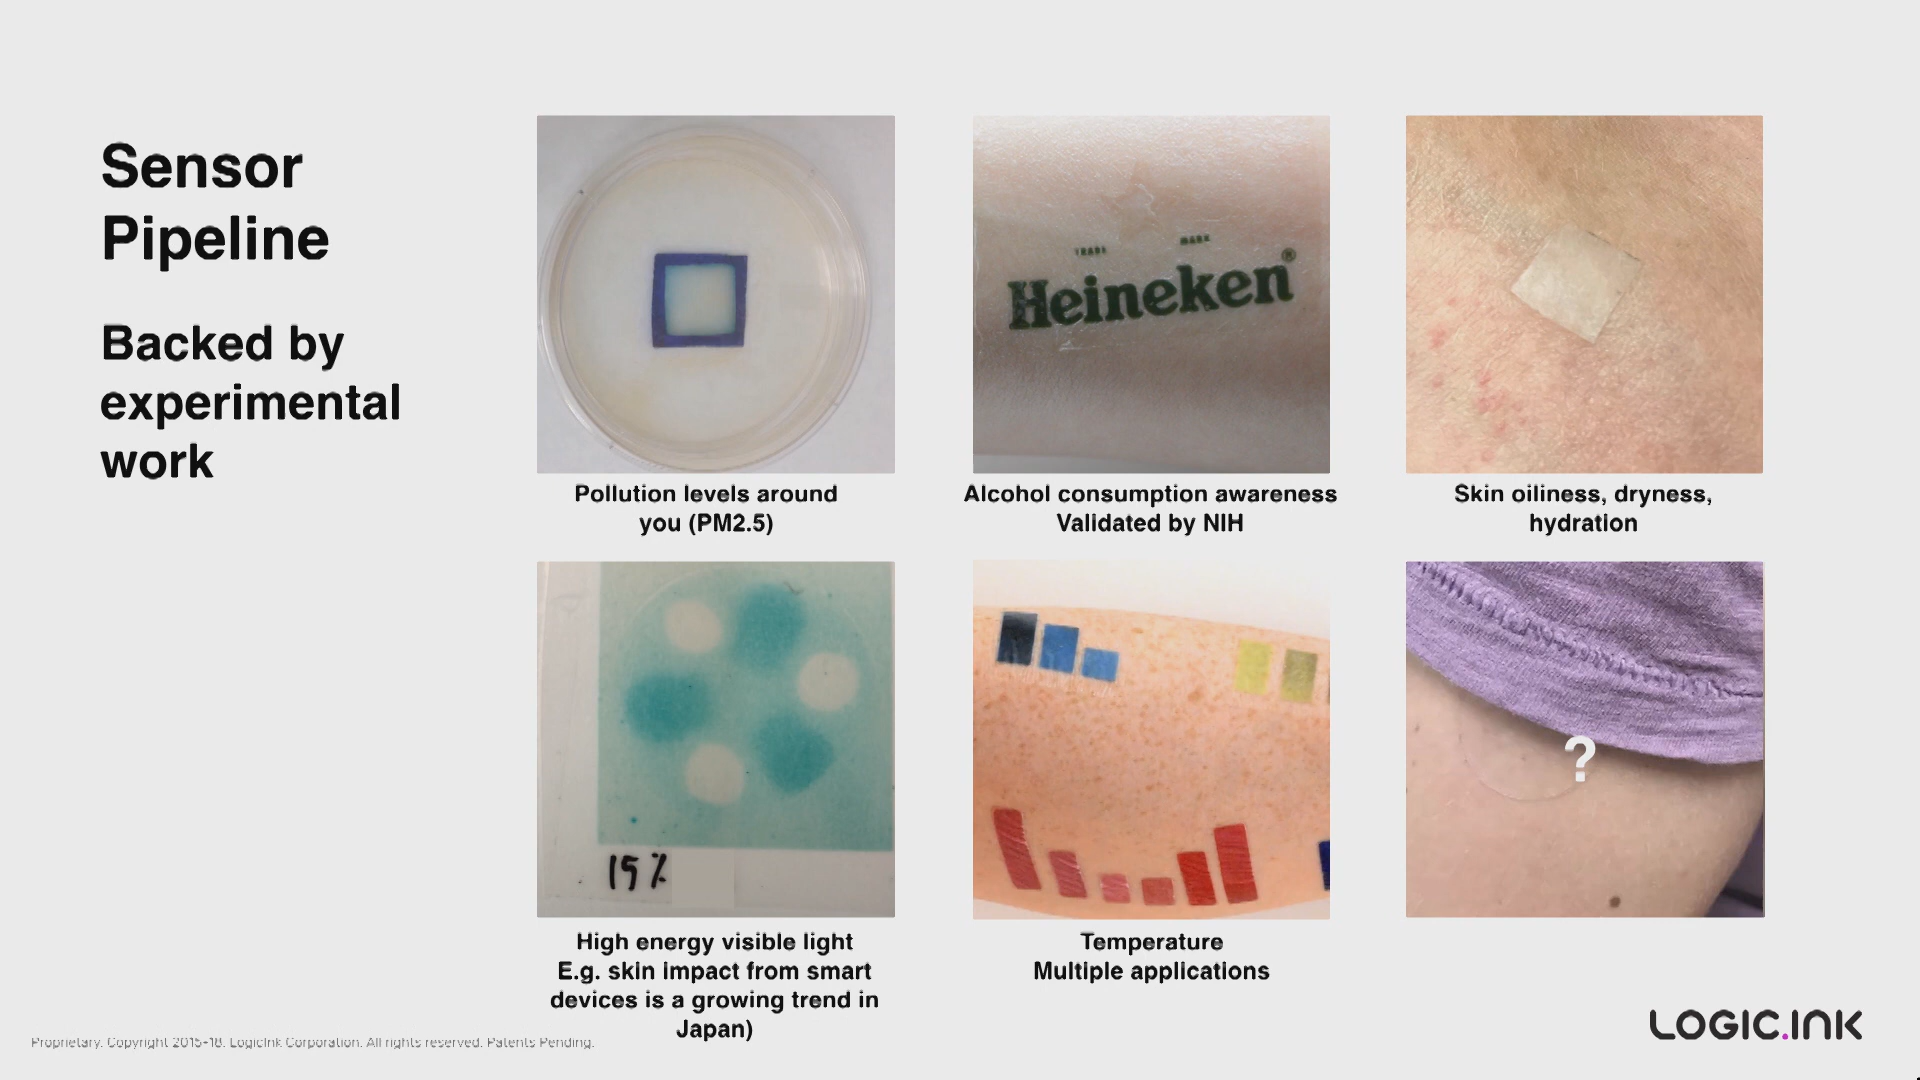 Sensor
Pipeline
Backed by
experimental
work
TRADE MARK
Heineken®
Pollution levels around
you (PM2.5)
Alcohol consumption awareness
Validated by NIH
Skin oiliness, dryness,
hydration
15%
?
High energy visible light
E.g. skin impact from smart
devices is a growing trend in
Japan)
Temperature
Multiple applications
Proprietary. Copyright 2015-18. LogicInk Corporation. All rights reserved. Patents Pending.
LOGIC.INK